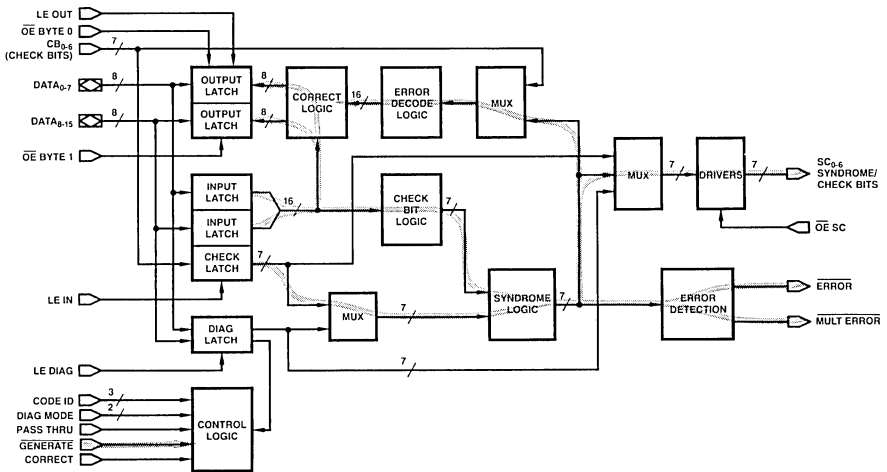 LE OUT
OE BYTE 0
CB0-6
(CHECK BITS)
7
DATA0-7
8
DATA8-15
8
OE BYTE 1
OUTPUT
LATCH
OUTPUT
LATCH
8
8
CORRECT
LOGIC
16
ERROR
DECODE
LOGIC
MUX
INPUT
LATCH
INPUT
LATCH
CHECK
LATCH
16
CHECK
BIT
LOGIC
7
7
MUX
7
DRIVERS
7
SC0-6
SYNDROME/
CHECK BITS
OE SC
LE IN
MUX
7
SYNDROME
LOGIC
7
ERROR
DETECTION
ERROR
MULT ERROR
DIAG
LATCH
7
LE DIAG
CODE ID
3
DIAG MODE
2
PASS THRU
GENERATE
CORRECT
CONTROL
LOGIC